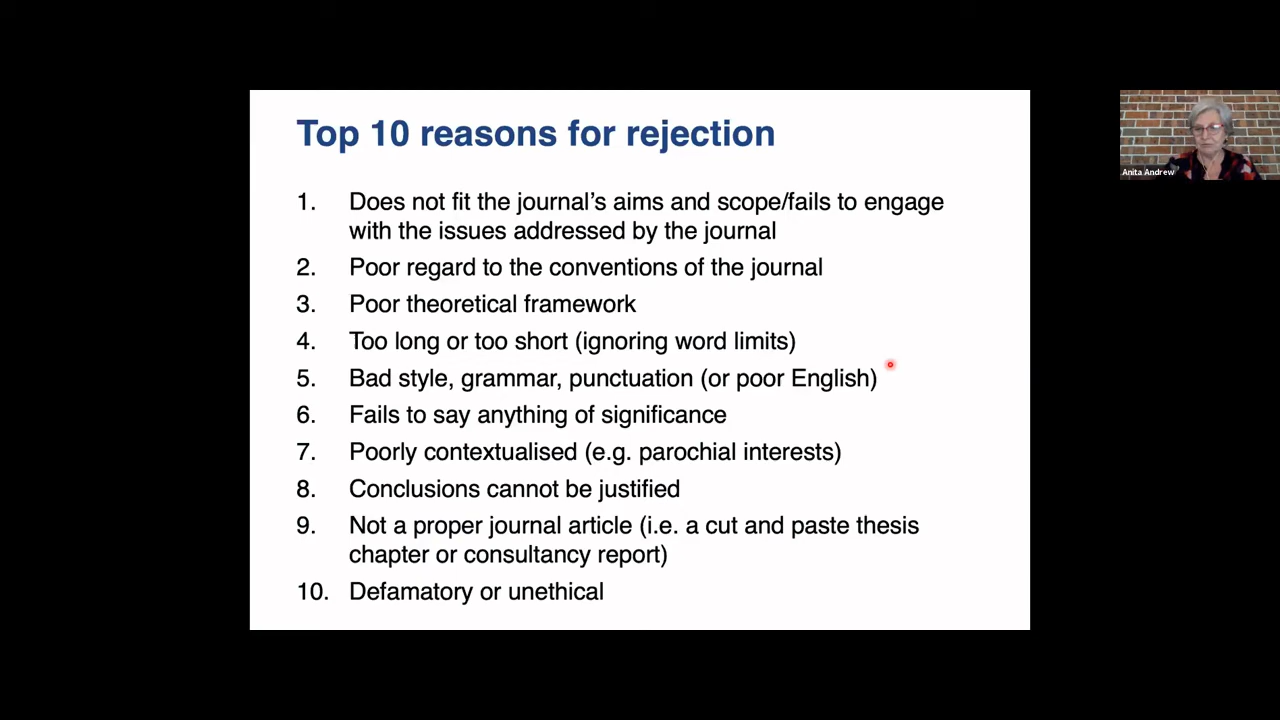 Top 10 reasons for rejection
1. Does not fit the journal's aims and scope/fails to engage
with the issues addressed by the journal
2. Poor regard to the conventions of the journal
3. Poor theoretical framework
4. Too long or too short (ignoring word limits)
5. Bad style, grammar, punctuation (or poor English)
6. Fails to say anything of significance
7. Poorly contextualised (e.g. parochial interests)
8. Conclusions cannot be justified
9. Not a proper journal article (i.e. a cut and paste thesis
chapter or consultancy report)
10. Defamatory or unethical
Anita Andrew